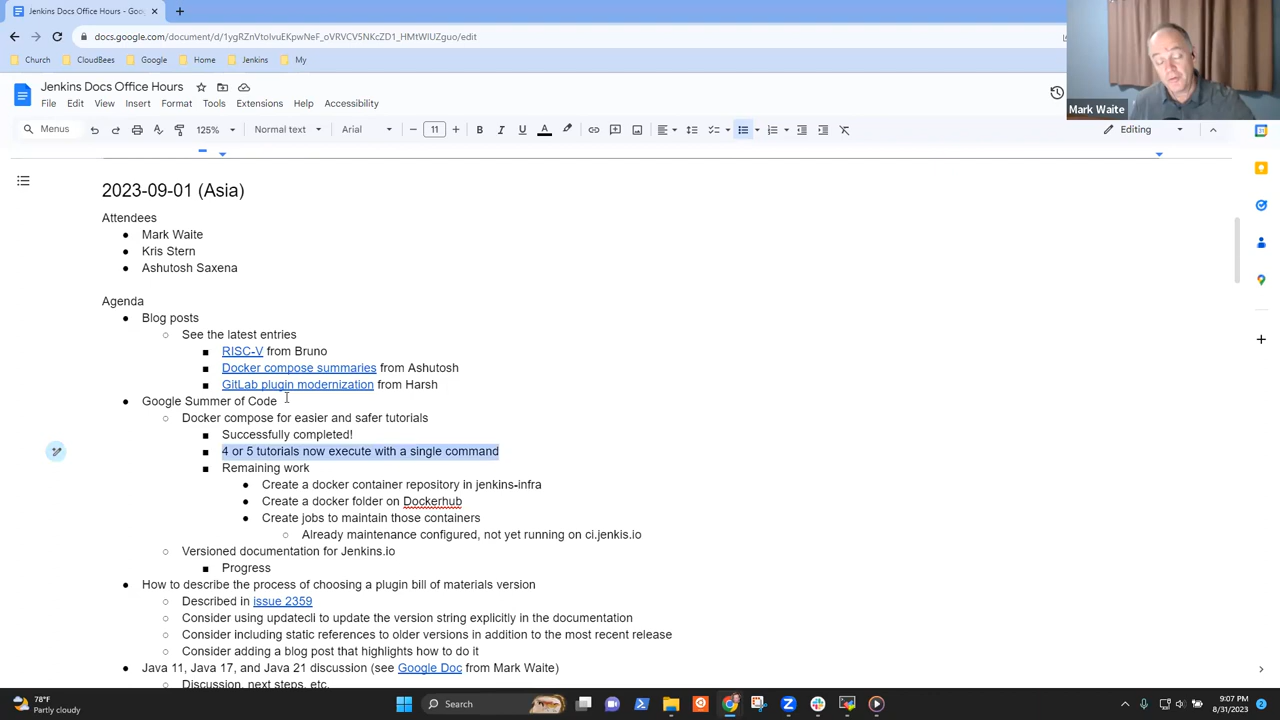 Jenkins Docs Office Hours - Goo
docs.google.com/document/d/1ygRZnVtoIvuEKpwNeF_oVRVCV5NKcZD1_HMtWIUZguo/edit
Church
CloudBees
Google
Home
Jenkins
My
Jenkins Docs Office Hours
File Edit View Insert Format Tools Extensions Help Accessibility
Mark Waite
Menus
125%
Normal text
Arial
11
Editing
2023-09-01 (Asia)
Attendees
● Mark Waite
● Kris Stern
● Ashutosh Saxena
Agenda
● Blog posts
○ See the latest entries
■ RISC-V from Bruno
■ Docker compose summaries from Ashutosh
■ GitLab plugin modernization from Harsh
● Google Summer of Code
○ Docker compose for easier and safer tutorials
■ Successfully completed!
■ 4 or 5 tutorials now execute with a single command
■ Remaining work
● Create a docker container repository in jenkins-infra
● Create a docker folder on Dockerhub
● Create jobs to maintain those containers
○ Already maintenance configured, not yet running on ci.jenkis.io
○ Versioned documentation for Jenkins.io
■ Progress
● How to describe the process of choosing a plugin bill of materials version
○ Described in issue 2359
○ Consider using updatecli to update the version string explicitly in the documentation
○ Consider including static references to older versions in addition to the most recent release
○ Consider adding a blog post that highlights how to do it
● Java 11, Java 17, and Java 21 discussion (see Google Doc from Mark Waite)
○ Discussion, next steps, etc.
78°F
Partly cloudy
Search
9:07 PM
8/31/2023